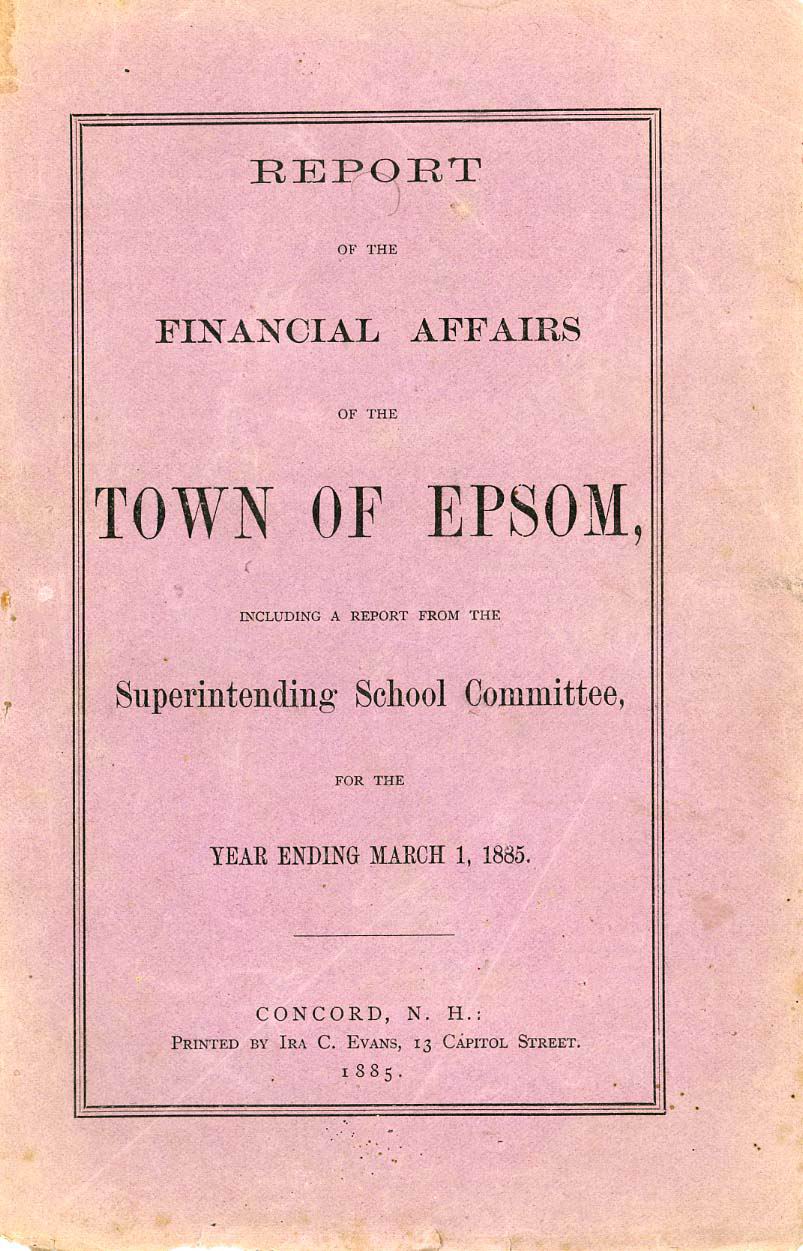 REPORT
OF THE
FINANCIAL AFFAIRS
OF THE
TOWN OF EPSOM,
INCLUDING A REPORT FROM THE
Superintending School Committee,
FOR THE
YEAR ENDING MARCH 1, 1885.
CONCORD, N. H.:
PRINTED BY IRA C. EVANS, 13 CAPITOL STREET.
1885.